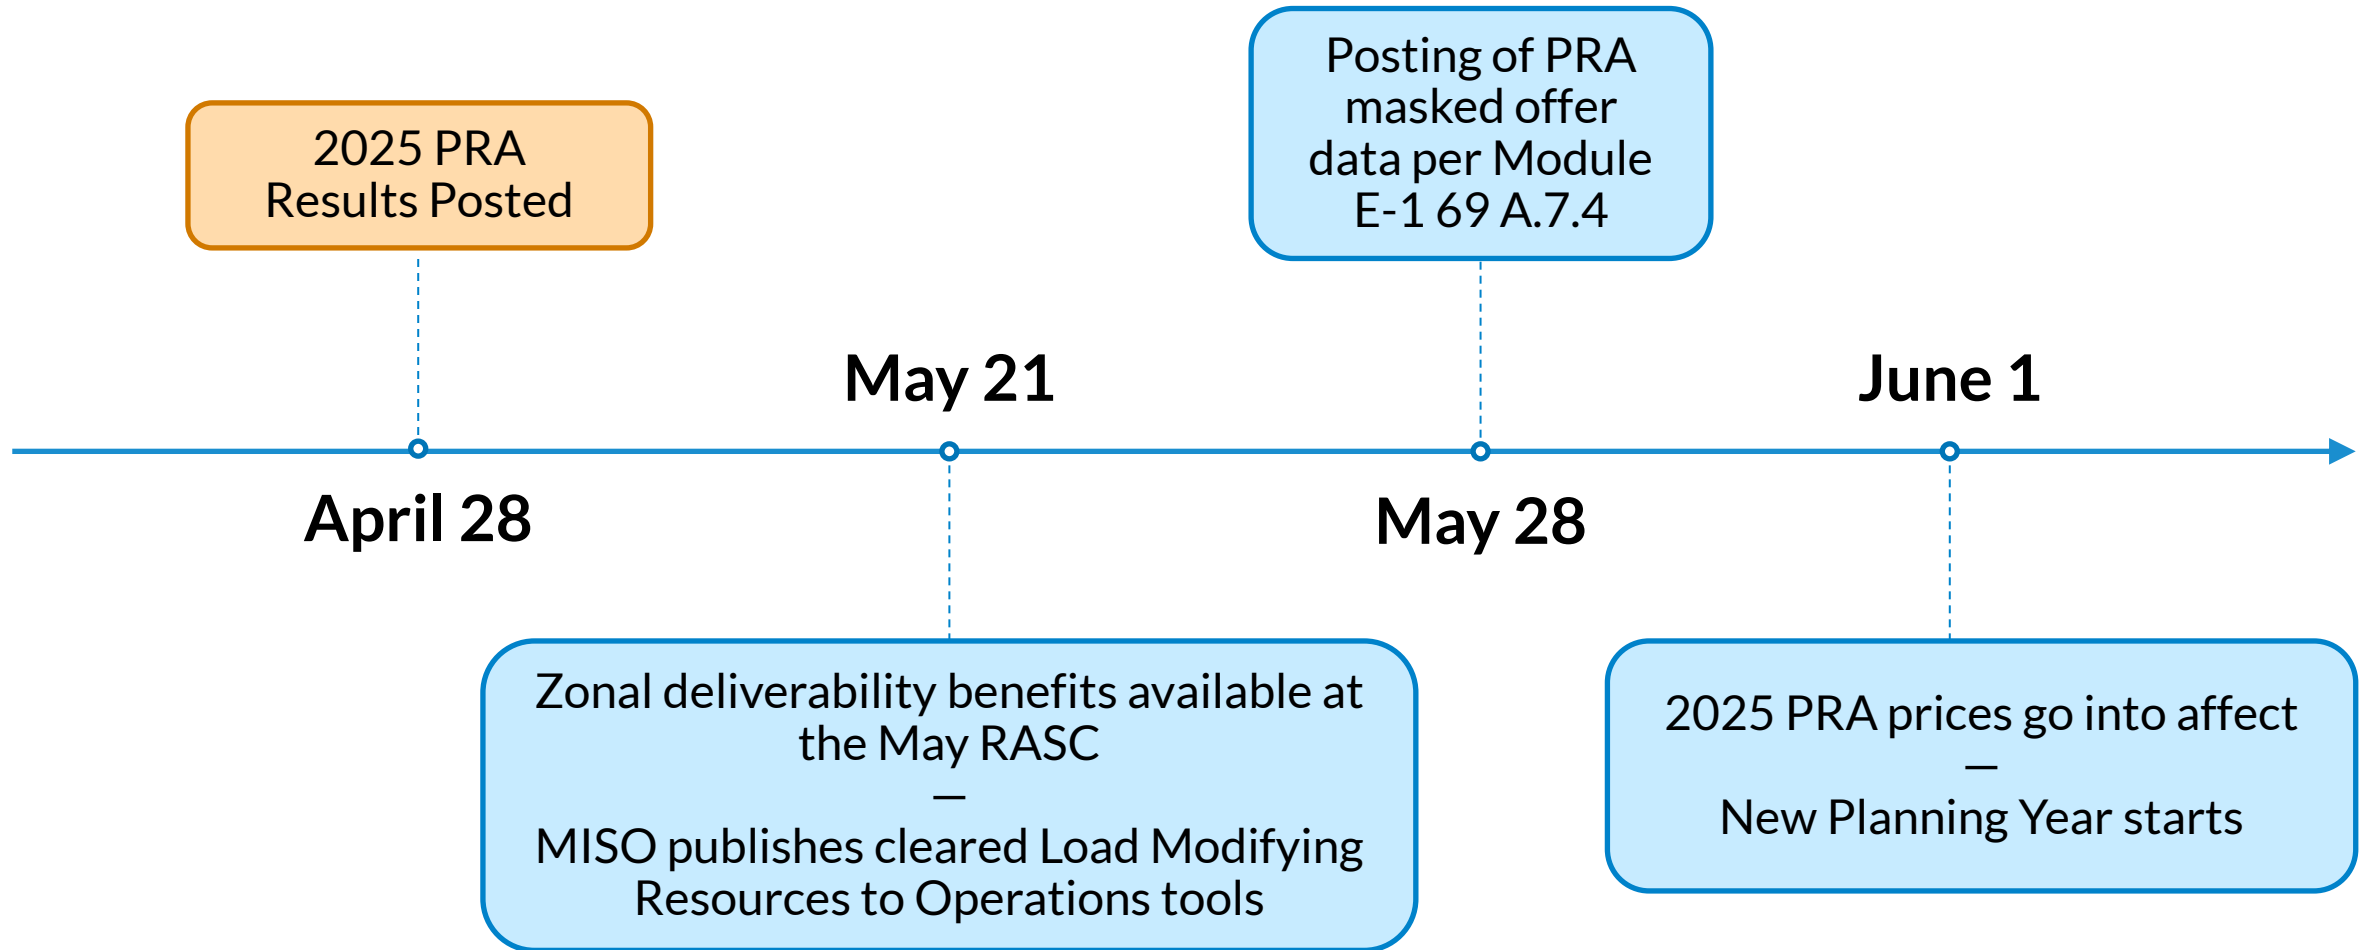 2025 PRA
Results Posted
April 28
May 21
Zonal deliverability benefits available at
the May RASC
—
MISO publishes cleared Load Modifying
Resources to Operations tools
Posting of PRA
masked offer
data per Module
E-1 69 A.7.4
May 28
June 1
2025 PRA prices go into affect
—
New Planning Year starts